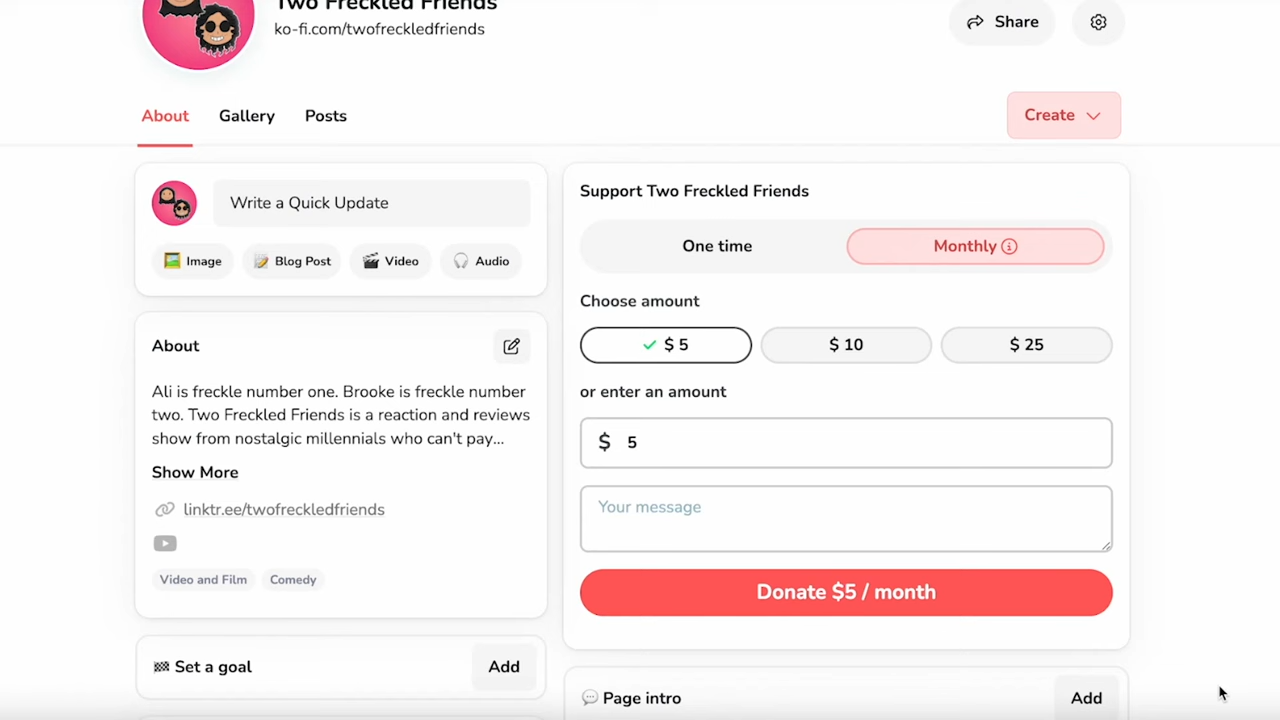 Two Freckled Friends
ko-fi.com/twofreckledfriends
Share
About
Gallery
Posts
Create
Write a Quick Update
Image
Blog Post
Video
Audio
About
Ali is freckle number one. Brooke is freckle number
two. Two Freckled Friends is a reaction and reviews
show from nostalgic millennials who can't pay...
Show More
linktr.ee/twofreckledfriends
Video and Film
Comedy
Set a goal
Add
Support Two Freckled Friends
One time
Monthly
Choose amount
$ 5
$ 10
$ 25
or enter an amount
$ 5
Your message
Donate $5 / month
Page intro
Add